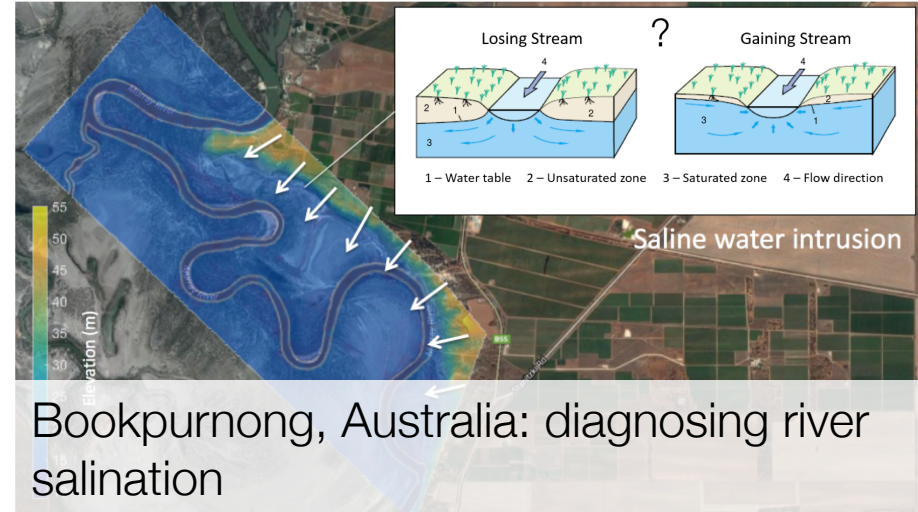 Losing Stream
?
Gaining Stream
4
4
2
1
2
3
2
1
3
1 – Water table 2 – Unsaturated zone 3 – Saturated zone 4 – Flow direction
Saline water intrusion
55
50
45
40
35
30
Elevation (m)
B55
Bookpurnong, Australia: diagnosing river
salination